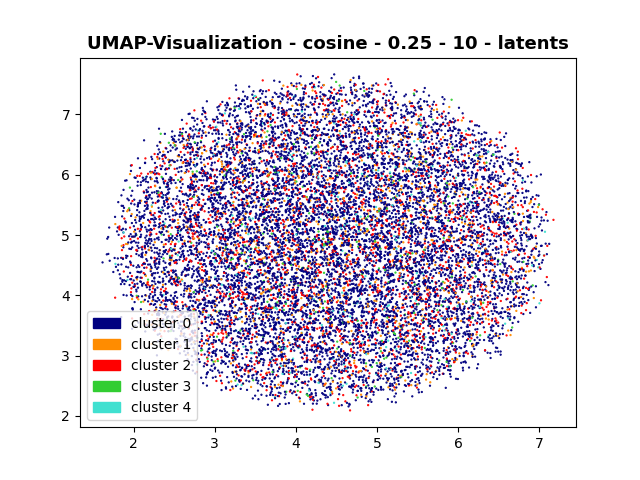 UMAP-Visualization - cosine - 0.25 - 10 - latents
7
6
5
4
3
2
cluster 0
cluster 1
cluster 2
cluster 3
cluster 4
2 3 4 5 6 7